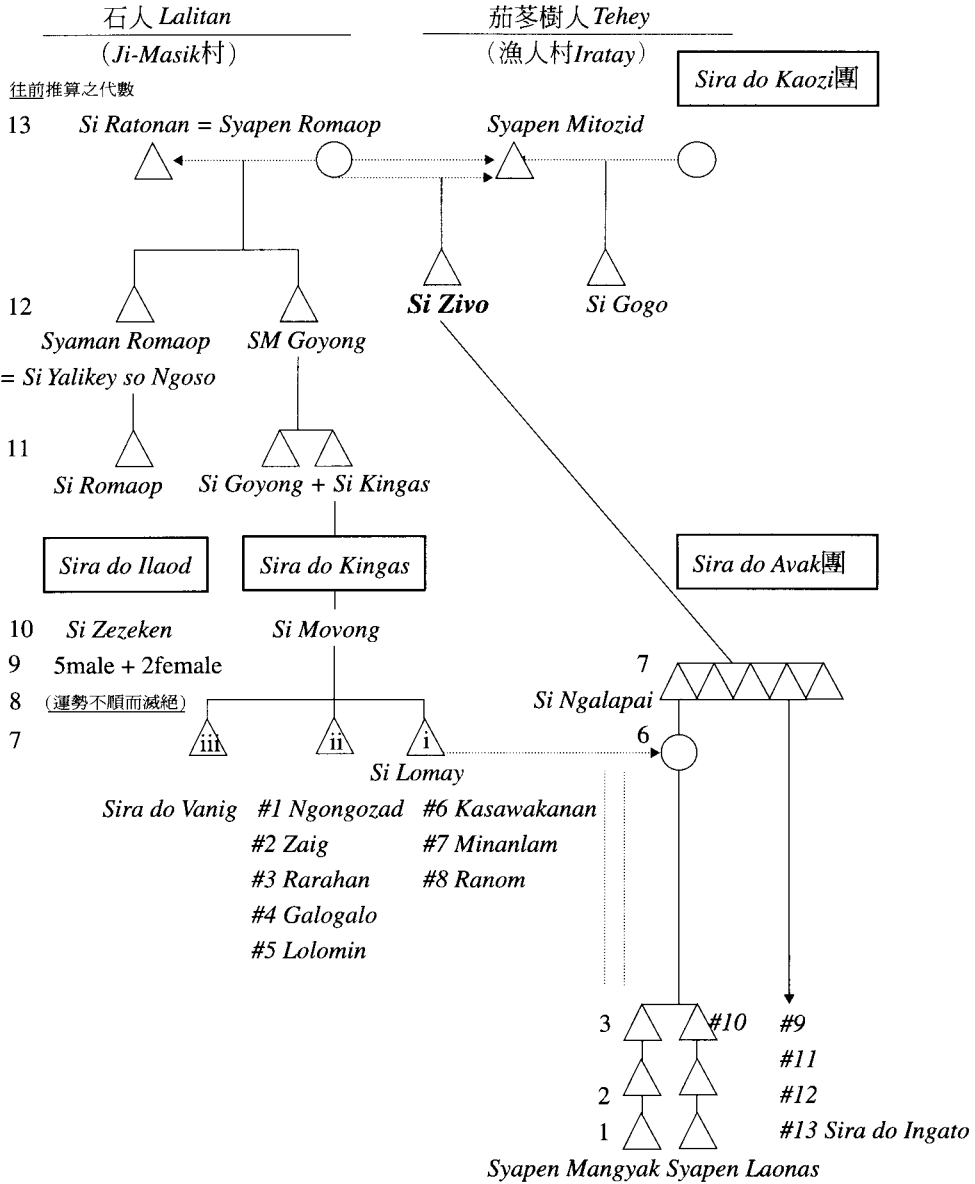 石人 Lalitan
(Ji-Masik村)
茄苳樹人 Tehey
(漁人村Iratay)
Sira do Kaozi團
往前推算之代數
13 Si Ratonan = Syapen Romaop Syapen Mitozid
12 Si Zivo Si Gogo
Syaman Romaop SM Goyong
= Si Yalikey so Ngoso
11
Si Romaop Si Goyong + Si Kingas
Sira do Ilaod Sira do Kingas Sira do Avak團
10 Si Zezeken Si Movong
9 5male + 2female 7
8 (運勢不順而滅絕) Si Ngalapai
7 iii ii i 6
Si Lomay
Sira do Vanig #1 Ngongozad #6 Kasawakanan
#2 Zaig #7 Minanlam
#3 Rarahan #8 Ranom
#4 Galogalo
#5 Lolomin
3 #10 #9
#11
2 #12
1 #13 Sira do Ingato
Syapen Mangyak Syapen Laonas